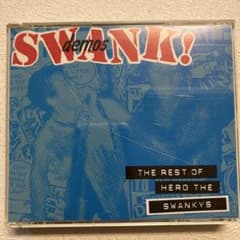 SWANK!
demos
THE REST OF
HERO THE
SWANKYS